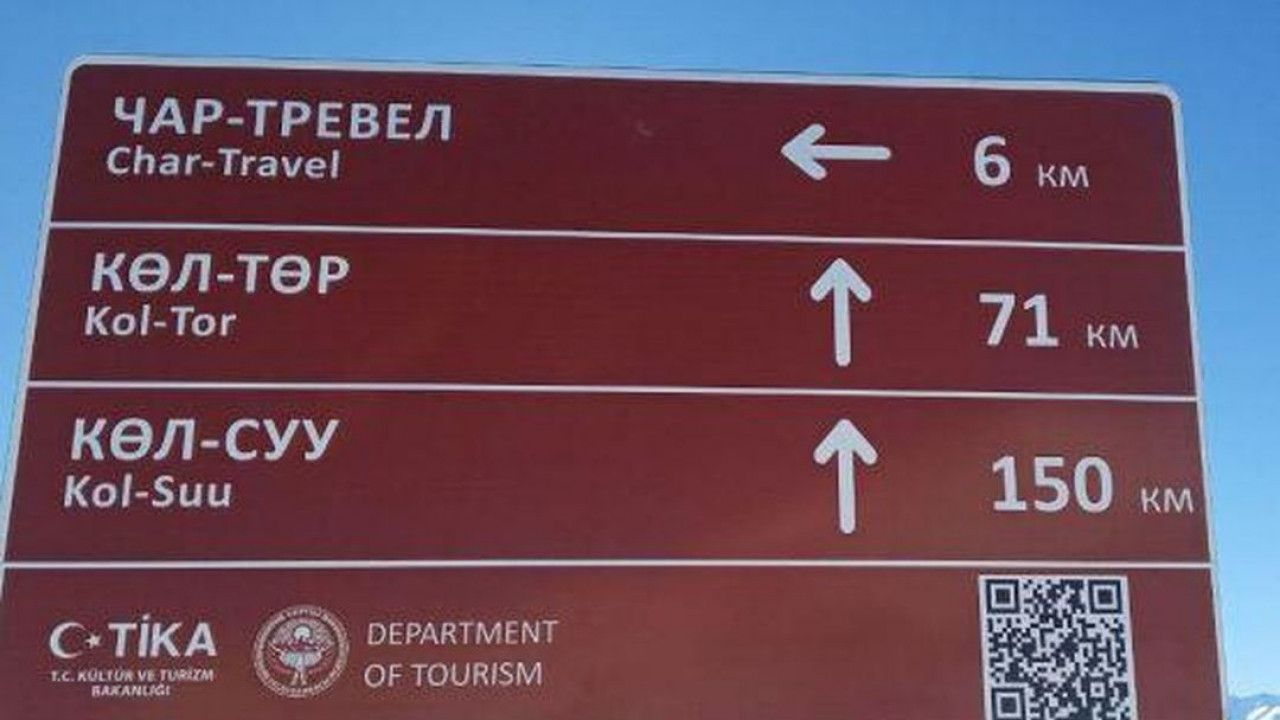 ЧАР-ТРЕВЕЛ
Char-Travel
6 КМ
КӨЛ-ТӨР
Kol-Tor
71 КМ
КӨЛ-СУУ
Kol-Suu
150 КМ
TİKA
T.C. KÜLTÜR VE TURİZM
BAKANLIĞI
DEPARTMENT
OF TOURISM